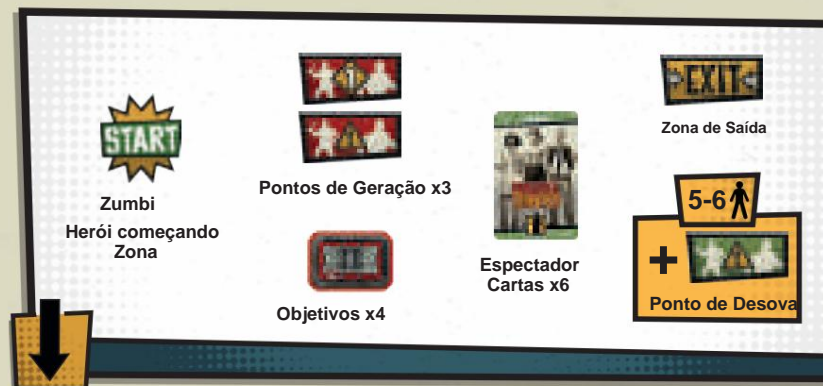 START
Zumbi
Herói começando
Zona
1
Pontos de Geração x3
Objetivos x4
Espectador
Cartas x6
EXIT
Zona de Saída
5-6
+
Ponto de Desova